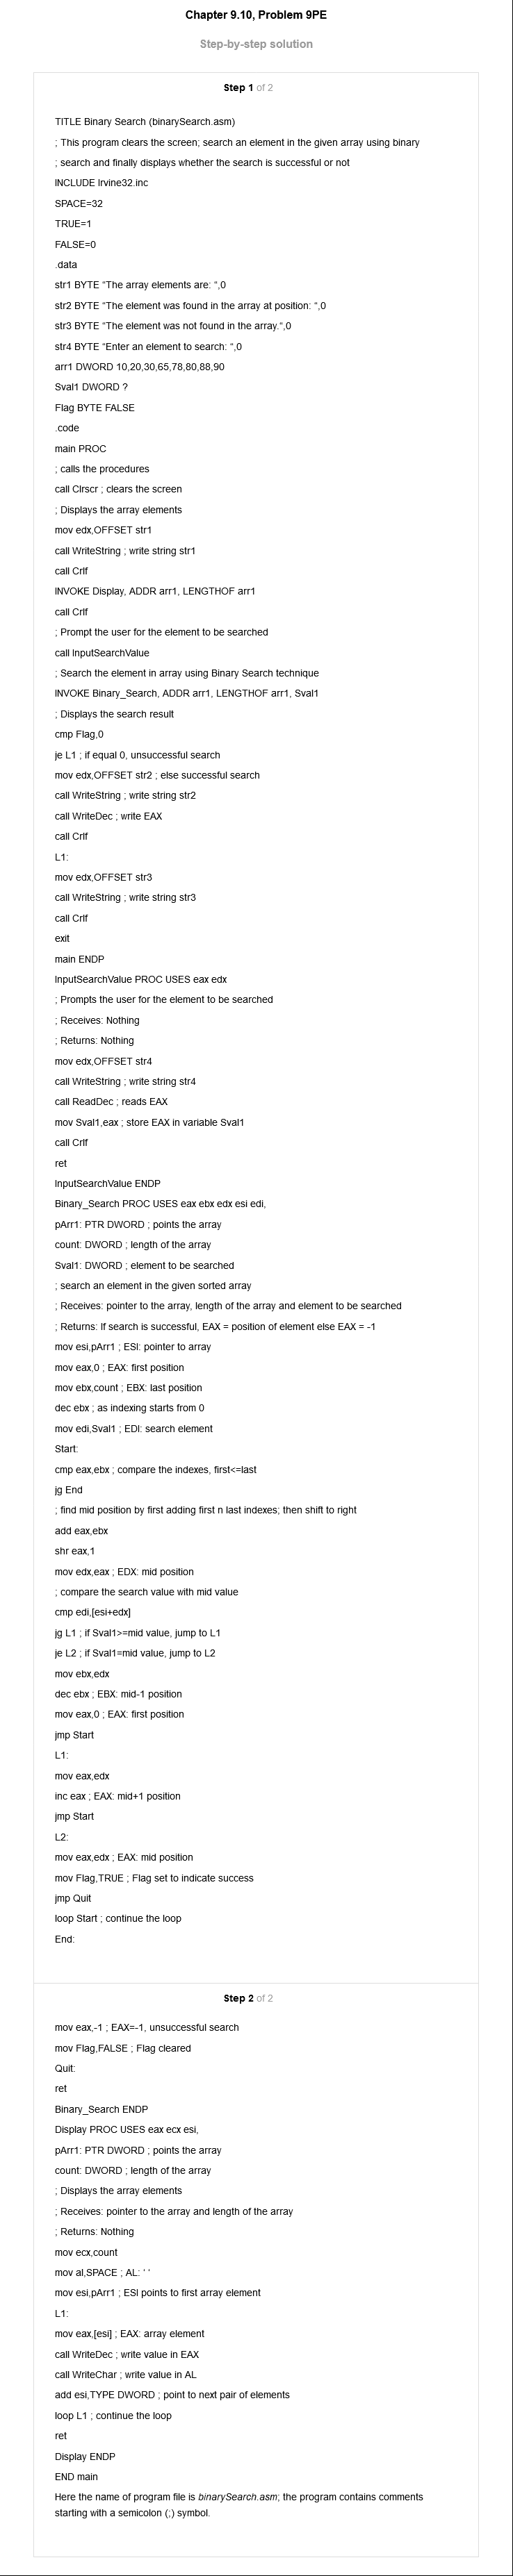 Chapter 9.10, Problem 9PE
Step-by-step solution
Step 1 of 2
TITLE Binary Search (binarySearch.asm)
; This program clears the screen; search an element in the given array using binary
; search and finally displays whether the search is successful or not
INCLUDE Irvine32.inc
SPACE=32
TRUE=1
FALSE=0
.data
str1 BYTE “The array elements are: “,0
str2 BYTE “The element was found in the array at position: “,0
str3 BYTE “The element was not found in the array.“,0
str4 BYTE “Enter an element to search: “,0
arr1 DWORD 10,20,30,65,78,80,88,90
Sval1 DWORD ?
Flag BYTE FALSE
.code
main PROC
; calls the procedures
call Clrscr ; clears the screen
; Displays the array elements
mov edx,OFFSET str1
call WriteString ; write string str1
call Crlf
INVOKE Display, ADDR arr1, LENGTHOF arr1
call Crlf
; Prompt the user for the element to be searched
call InputSearchValue
; Search the element in array using Binary Search technique
INVOKE Binary_Search, ADDR arr1, LENGTHOF arr1, Sval1
; Displays the search result
cmp Flag,0
je L1 ; if equal 0, unsuccessful search
mov edx,OFFSET str2 ; else successful search
call WriteString ; write string str2
call WriteDec ; write EAX
call Crlf
L1:
mov edx,OFFSET str3
call WriteString ; write string str3
call Crlf
exit
main ENDP
InputSearchValue PROC USES eax edx
; Prompts the user for the element to be searched
; Receives: Nothing
; Returns: Nothing
mov edx,OFFSET str4
call WriteString ; write string str4
call ReadDec ; reads EAX
mov Sval1,eax ; store EAX in variable Sval1
call Crlf
ret
InputSearchValue ENDP
Binary_Search PROC USES eax ebx edx esi edi,
pArr1: PTR DWORD ; points the array
count: DWORD ; length of the array
Sval1: DWORD ; element to be searched
; search an element in the given sorted array
; Receives: pointer to the array, length of the array and element to be searched
; Returns: If search is successful, EAX = position of element else EAX = -1
mov esi,pArr1 ; ESI: pointer to array
mov eax,0 ; EAX: first position
mov ebx,count ; EBX: last position
dec ebx ; as indexing starts from 0
mov edi,Sval1 ; EDI: search element
Start:
cmp eax,ebx ; compare the indexes, first<=last
jg End
; find mid position by first adding first n last indexes; then shift to right
add eax,ebx
shr eax,1
mov edx,eax ; EDX: mid position
; compare the search value with mid value
cmp edi,[esi+edx]
jg L1 ; if Sval1>=mid value, jump to L1
je L2 ; if Sval1=mid value, jump to L2
mov ebx,edx
dec ebx ; EBX: mid-1 position
mov eax,0 ; EAX: first position
jmp Start
L1:
mov eax,edx
inc eax ; EAX: mid+1 position
jmp Start
L2:
mov eax,edx ; EAX: mid position
mov Flag,TRUE ; Flag set to indicate success
jmp Quit
loop Start ; continue the loop
End:
Step 2 of 2
mov eax,-1 ; EAX=-1, unsuccessful search
mov Flag,FALSE ; Flag cleared
Quit:
ret
Binary_Search ENDP
Display PROC USES eax ecx esi,
pArr1: PTR DWORD ; points the array
count: DWORD ; length of the array
; Displays the array elements
; Receives: pointer to the array and length of the array
; Returns: Nothing
mov ecx,count
mov al,SPACE ; AL: ‘ ‘
mov esi,pArr1 ; ESI points to first array element
L1:
mov eax,[esi] ; EAX: array element
call WriteDec ; write value in EAX
call WriteChar ; write value in AL
add esi,TYPE DWORD ; point to next pair of elements
loop L1 ; continue the loop
ret
Display ENDP
END main
Here the name of program file is binarySearch.asm; the program contains comments
starting with a semicolon (;) symbol.